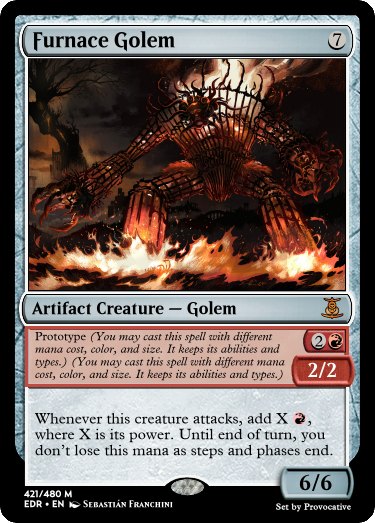 Furnace Golem 7
Artifact Creature — Golem
Prototype (You may cast this spell with different
mana cost, color, and size. It keeps its abilities and
types.) (You may cast this spell with different
mana cost, color, and size. It keeps its abilities and
types.)
2
2/2
Whenever this creature attacks, add X ,
where X is its power. Until end of turn, you
don't lose this mana as steps and phases end.
6/6
421/480 M
EDR • EN Sebastián Franchini
Set by Provocative